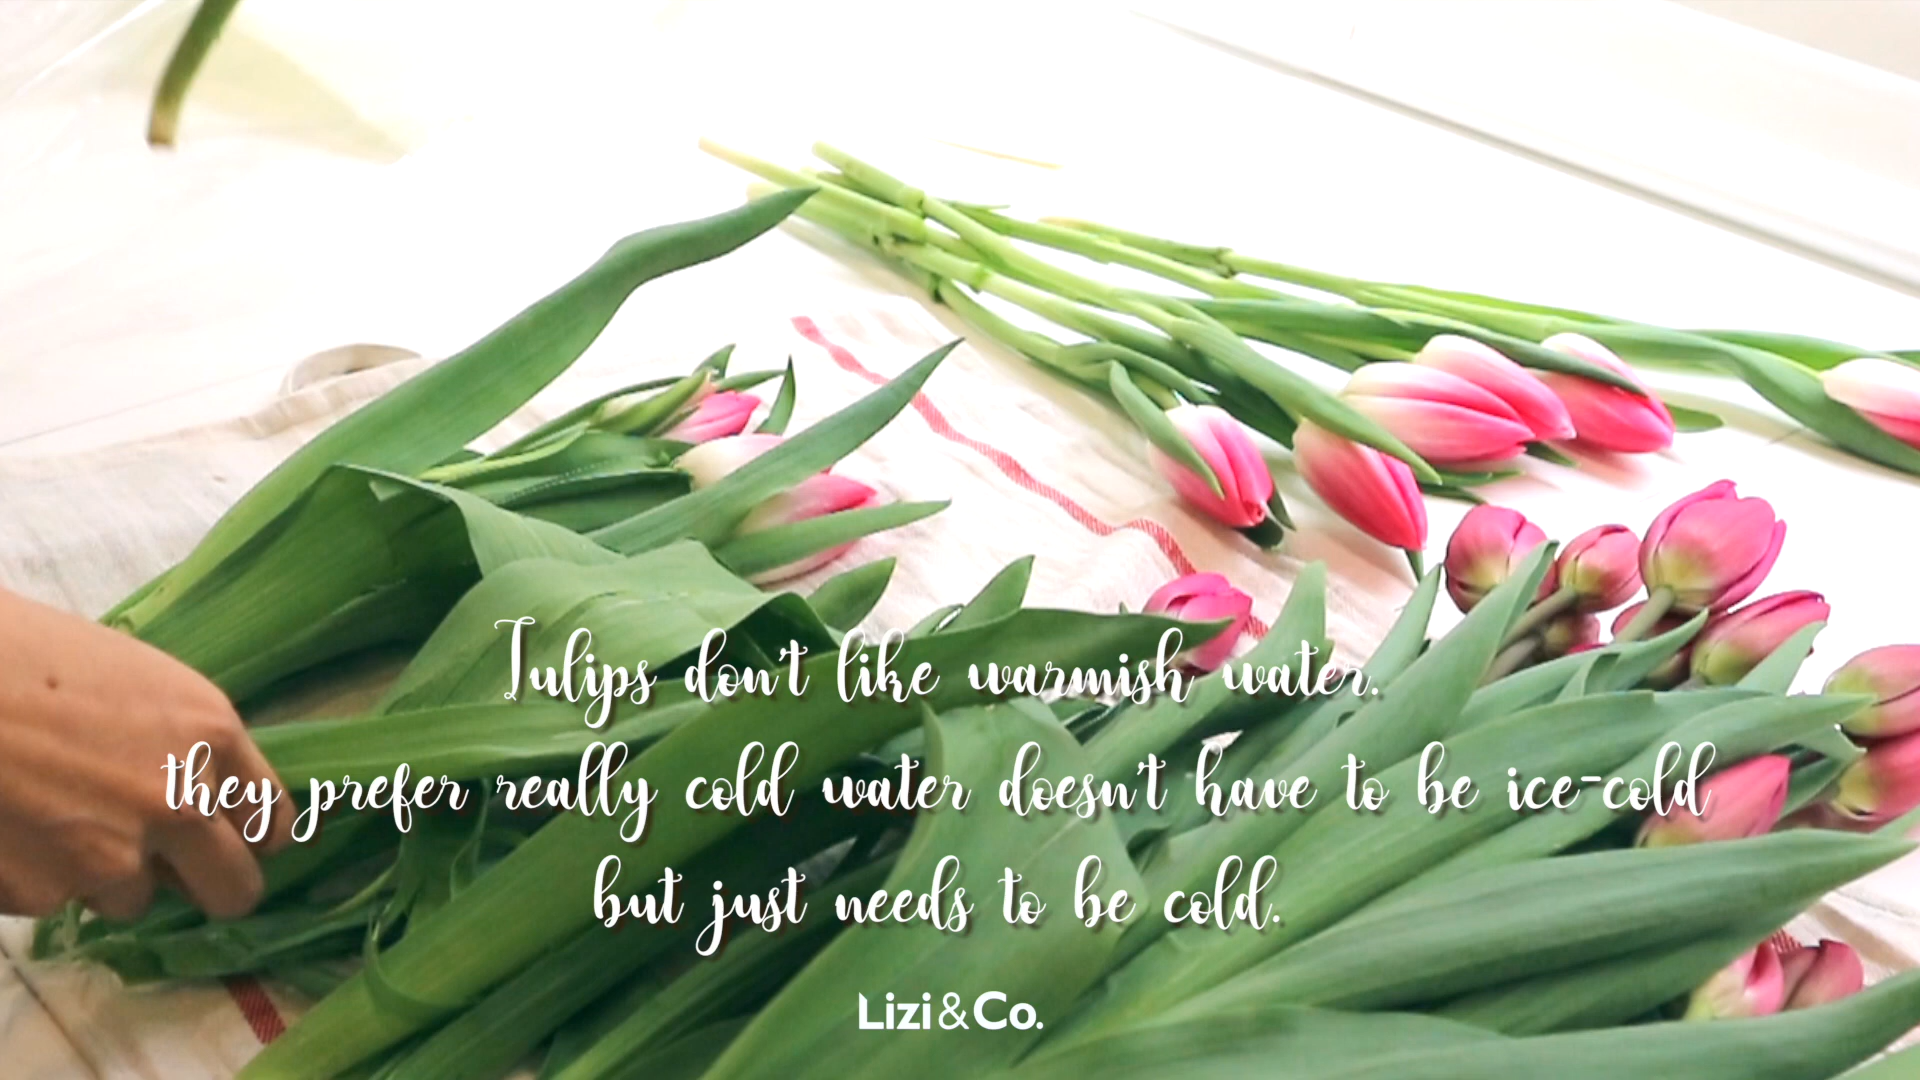 Tulips don't like warmish water.
they prefer really cold water doesn't have to be ice-cold
but just needs to be cold.
Lizi&Co.